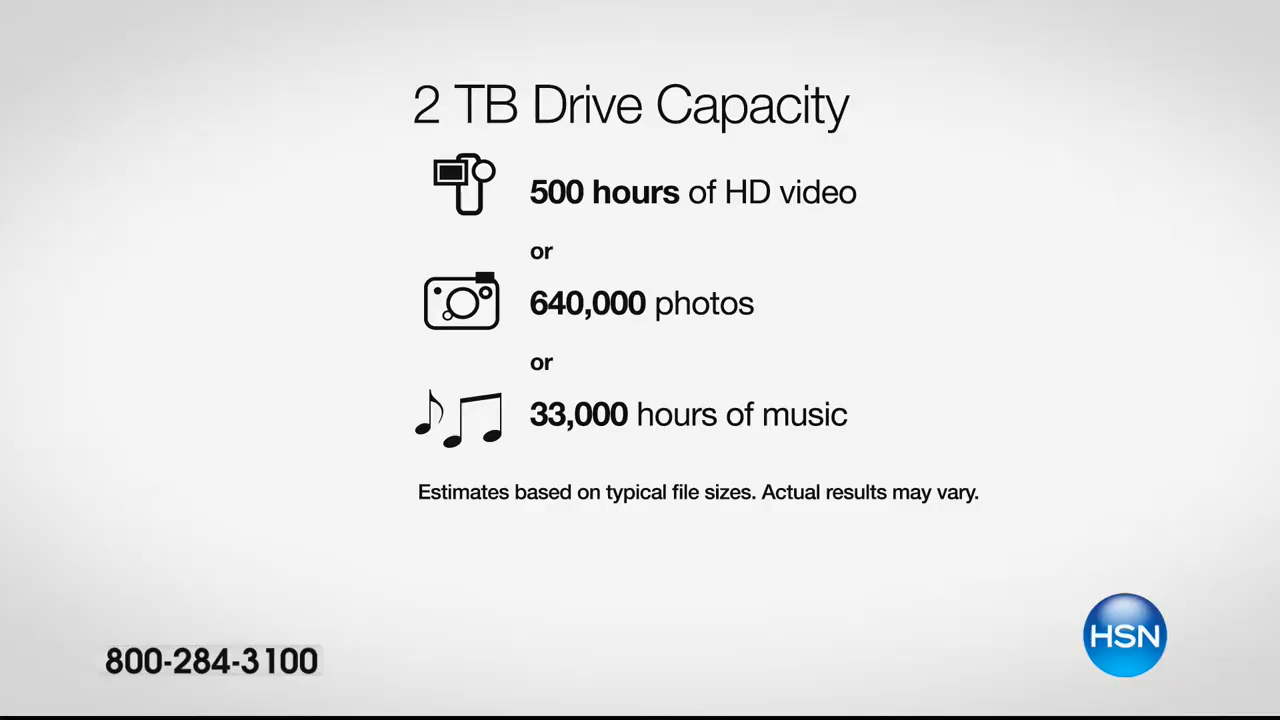 2 TB Drive Capacity
500 hours of HD video
or
640,000 photos
or
33,000 hours of music
Estimates based on typical file sizes. Actual results may vary.
800-284-3100
HSN